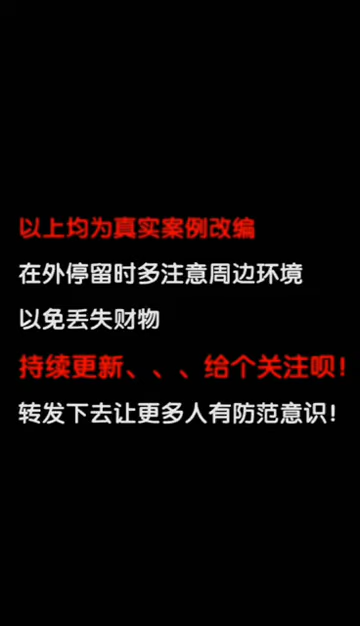 以上均为真实案例改编
在外停留时多注意周边环境
以免丢失财物
持续更新、、、给个关注呗!
转发下去让更多人有防范意识!